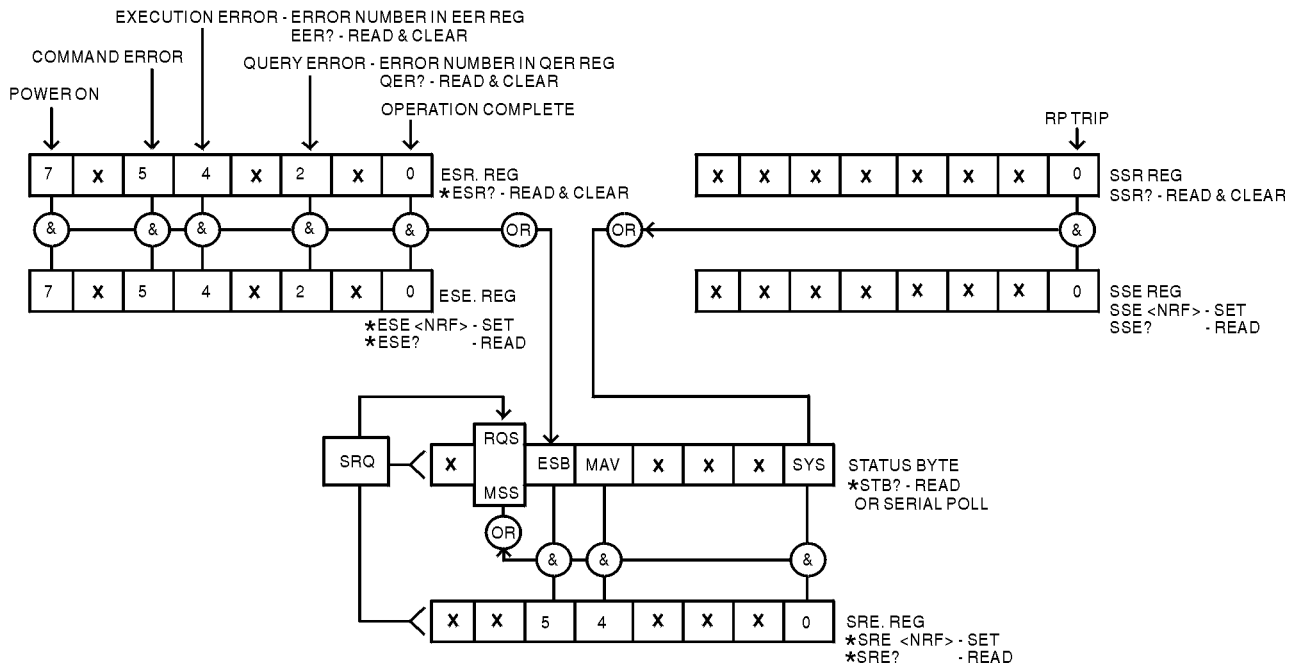 EXECUTION ERROR - ERROR NUMBER IN EER REG
EER? - READ & CLEAR
COMMAND ERROR
QUERY ERROR - ERROR NUMBER IN QER REG
QER? - READ & CLEAR
POWER ON
OPERATION COMPLETE
RP TRIP
7 X 5 4 X 2 X 0
ESR. REG
*ESR? - READ & CLEAR
X X X X X X X 0
SSR REG
SSR? - READ & CLEAR
& & & & & OR
OR &
7 X 5 4 X 2 X 0
ESE. REG
*ESE <NRF> - SET
*ESE? - READ
X X X X X X X 0
SSE REG
SSE <NRF> - SET
SSE? - READ
SRQ
X RQS MSS ESB MAV X X X SYS
STATUS BYTE
*STB? - READ
OR SERIAL POLL
OR
& & &
X X 5 4 X X X 0
SRE. REG
*SRE <NRF> - SET
*SRE? - READ